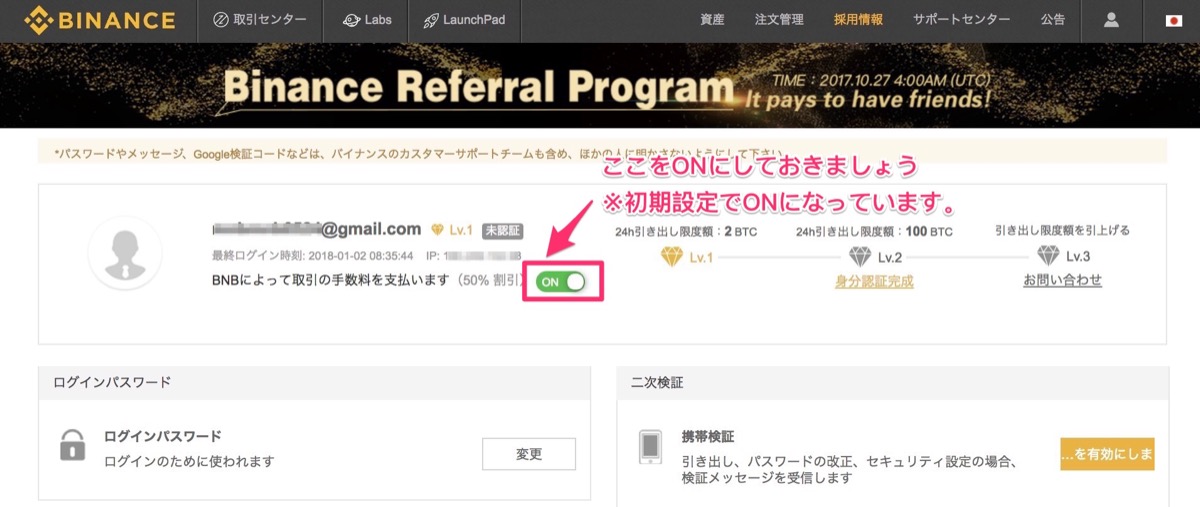 BINANCE 取引センター Labs LaunchPad 資産 注文管理 採用情報 サポートセンター 公告
Binance Referral Program
TIME：2017.10.27 4:00AM (UTC)
It pays to have friends!
*パスワードやメッセージ、Google検証コードなどは、バイナンスのカスタマーサポートチームも含め、ほかの人に明かさないようにして下さい
ここをONにしておきましょう
※初期設定でONになっています。
@gmail.com Lv.1 未認証
最終ログイン時刻: 2018-01-02 08:35:44 IP: 1
BNBによって取引の手数料を支払います（50% 割引） ON
24h引き出し限度額：2 BTC
Lv.1
24h引き出し限度額：100 BTC
Lv.2
身分認証完成
引き出し限度額を引上げる
Lv.3
お問い合わせ
ログインパスワード
ログインパスワード
ログインのために使われます
変更
二次検証
携帯検証
引き出し、パスワードの改正、セキュリティ設定の場合、
検証メッセージを受信します
...を有効にしま